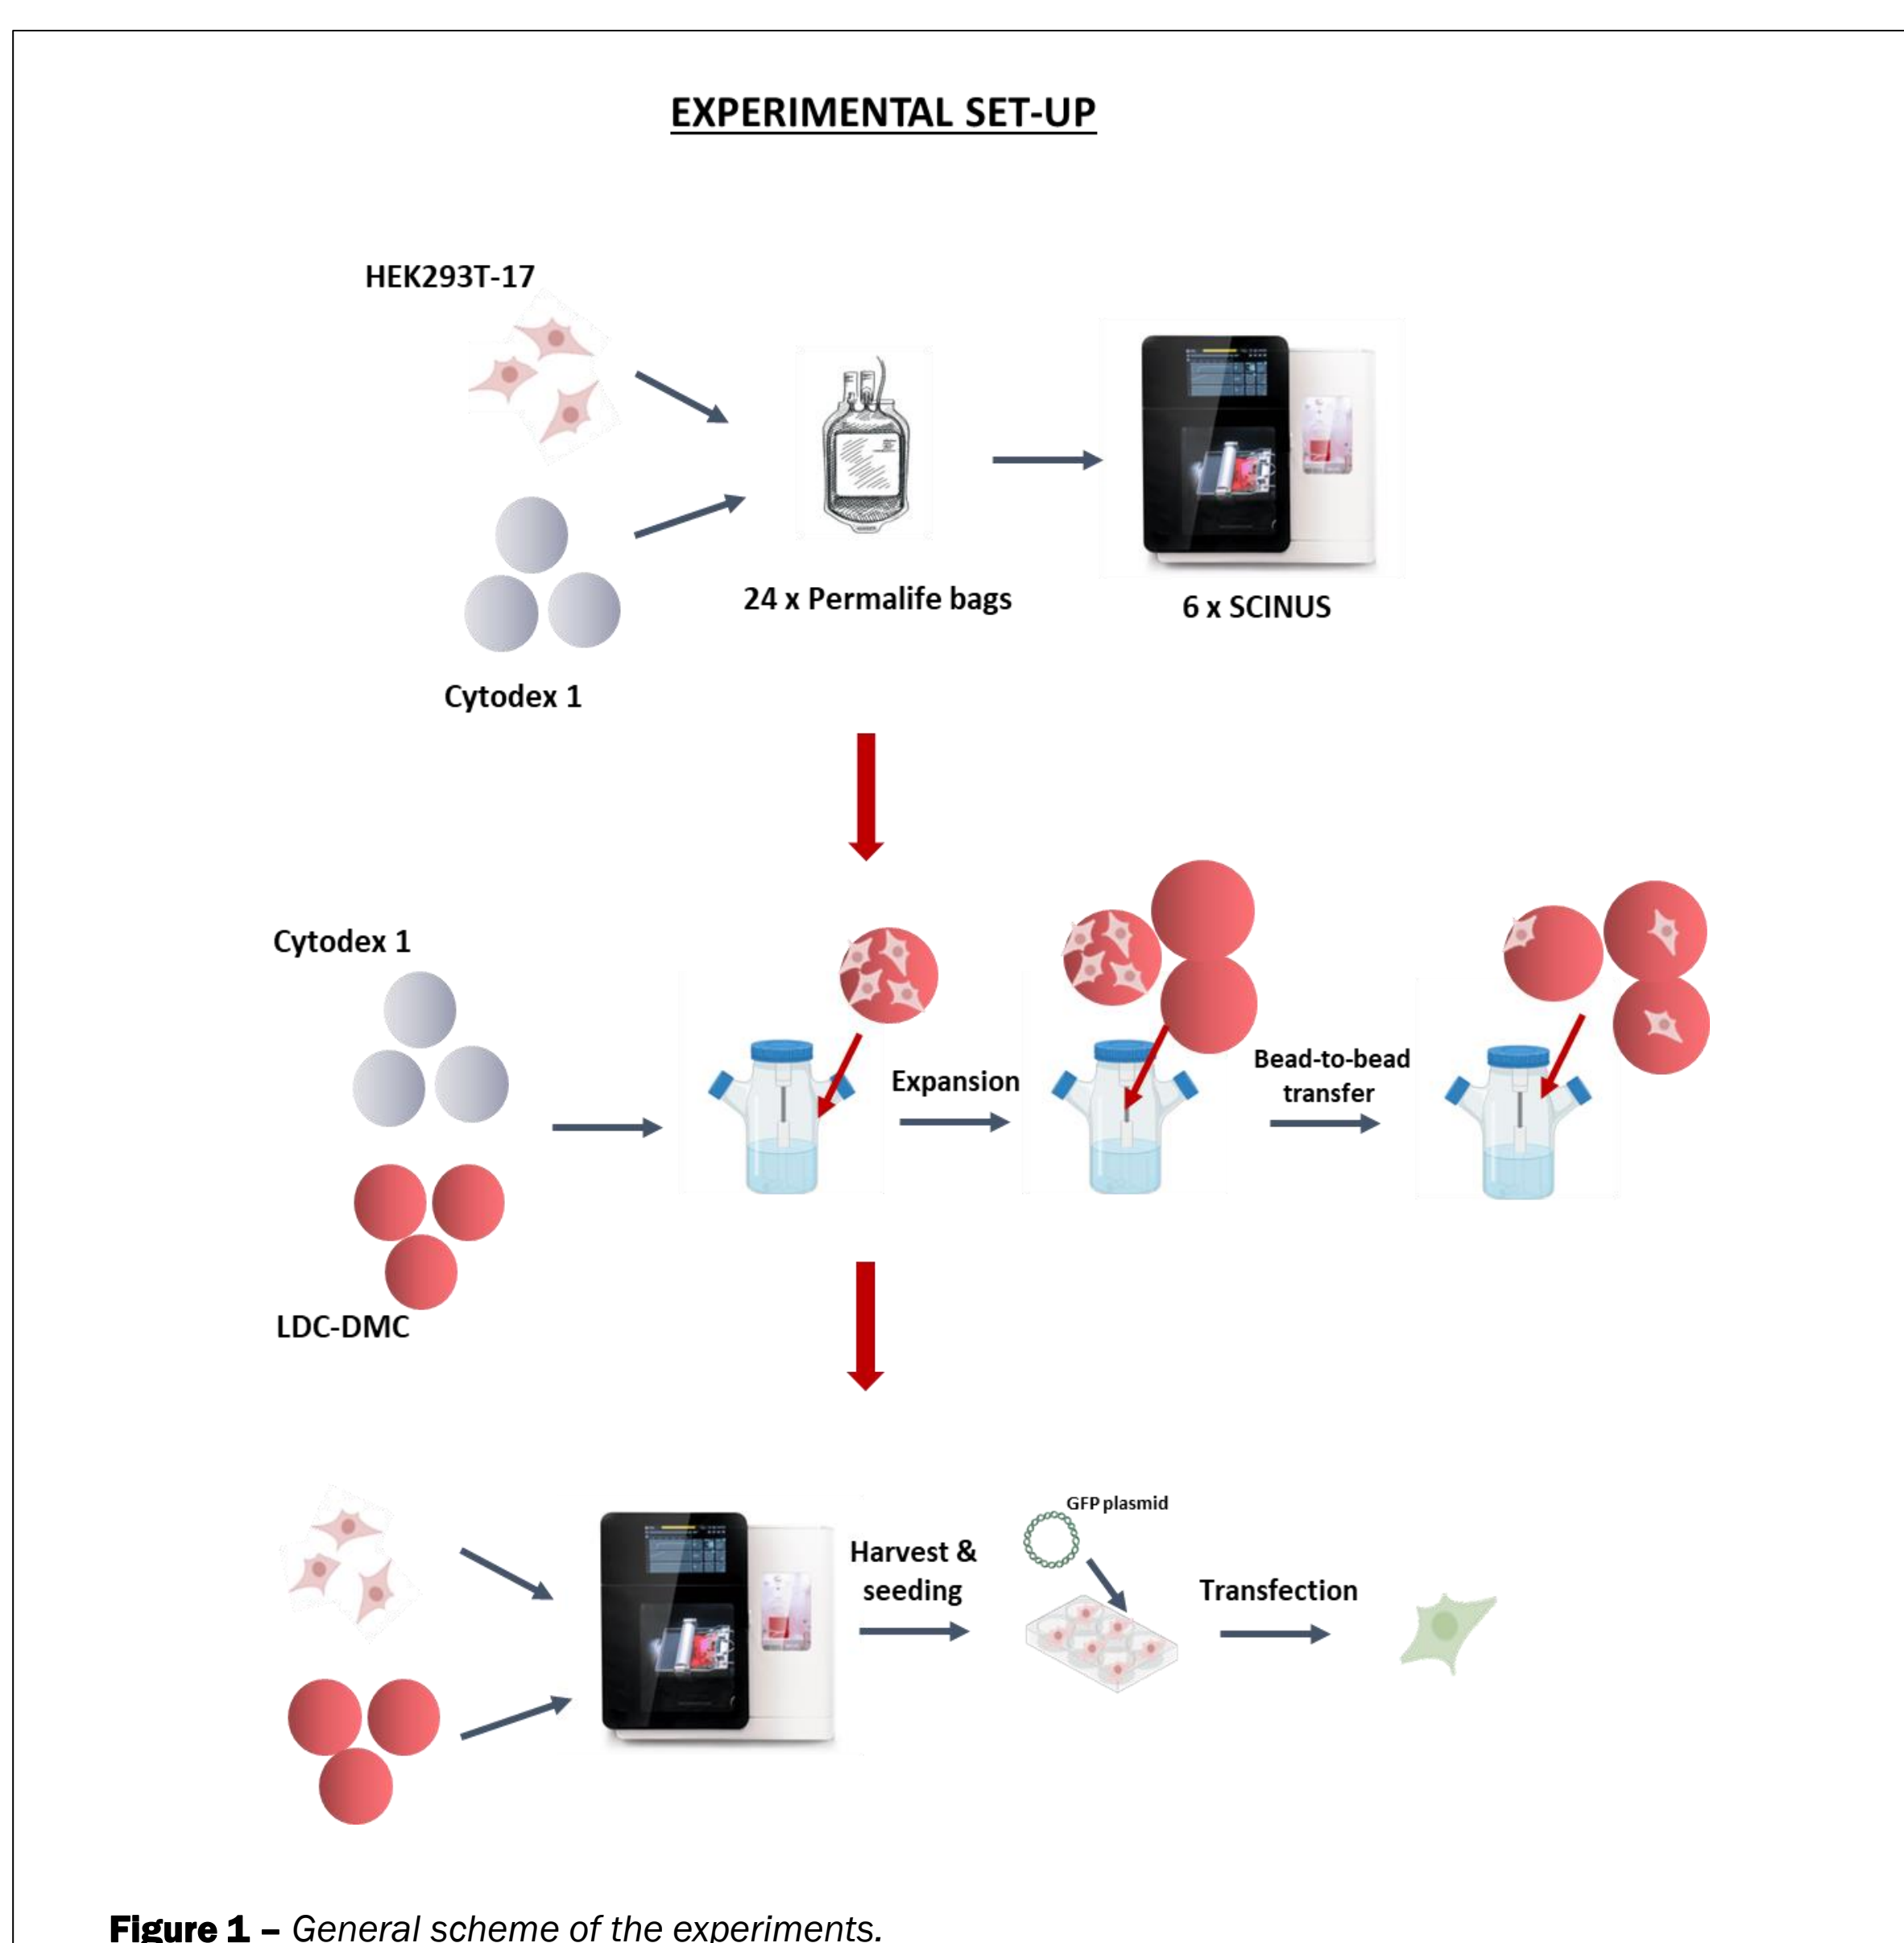 EXPERIMENTAL SET-UP
HEK293T-17
Cytodex 1
24 x Permalife bags
6 x SCINUS
Cytodex 1
LDC-DMC
Expansion
Bead-to-bead
transfer
Harvest &
seeding
GFP plasmid
Transfection
Figure 1 – General scheme of the experiments.